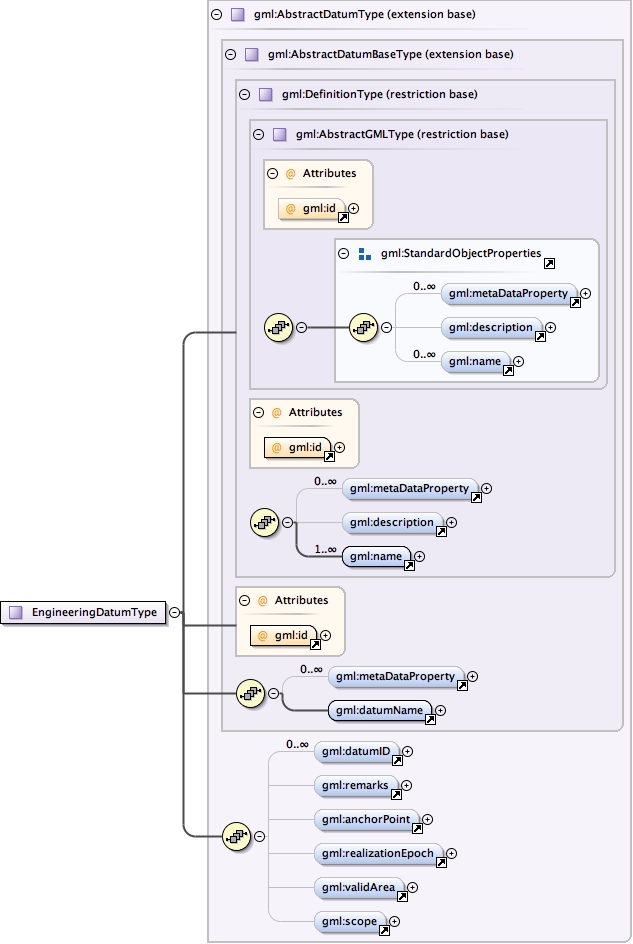 gml:AbstractDatumType (extension base)
gml:AbstractDatumBaseType (extension base)
gml:DefinitionType (restriction base)
gml:AbstractGMLType (restriction base)
@ Attributes
@ gml:id
gml:StandardObjectProperties
0..∞
gml:metaDataProperty
gml:description
0..∞
gml:name
@ Attributes
@ gml:id
0..∞
gml:metaDataProperty
gml:description
1..∞
gml:name
@ Attributes
EngineeringDatumType
@ gml:id
0..∞
gml:metaDataProperty
gml:datumName
0..∞
gml:datumID
gml:remarks
gml:anchorPoint
gml:realizationEpoch
gml:validArea
gml:scope